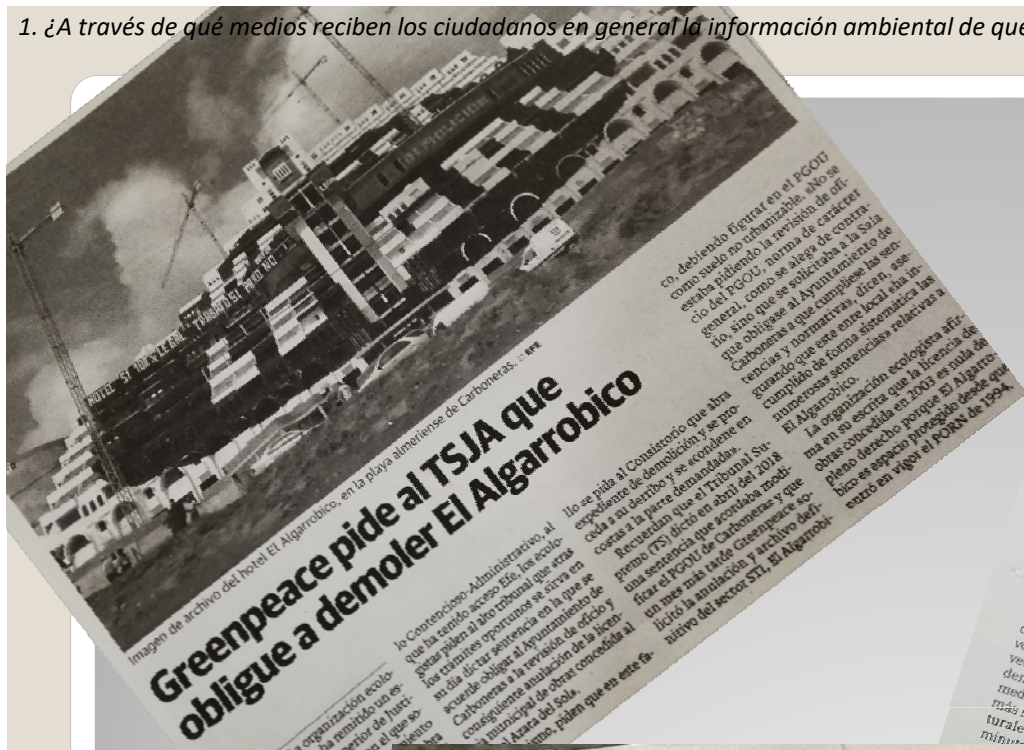 1. ¿A través de qué medios reciben los ciudadanos en general la información ambiental de que
Imagen de archivo del hotel El Algarrobico, en la playa almeriense de Carboneras. :: EFE
Greenpeace pide al TSJA que
obligue a demoler El Algarrobico
organización ecolo-
ha remitido un es-
perior de Justi-
en el que so-
lo Contencioso-Administrativo, al
que ha tenido acceso Efe, los ecolo-
gistas piden al alto tribunal que «tras
los trámites oportunos se sirva en
su día dictar sentencia en la que se
acuerde obligar al Ayuntamiento de
Carboneras a la revisión de oficio y
consiguiente anulación de la licen-
municipal de obras concedida al
Azata del Sol».
piden que en este fa-
llo se pida al Consistorio que abra
expediente de demolición y se pro-
ceda a su derribo y se condene en
costas a la parte demandada».
Recuerdan que el Tribunal Su-
premo (TS) dictó en abril del 2018
una sentencia que acordaba modi-
ficar el PGOU de Carboneras y que
un mes más tarde Greenpeace so-
licitó la anulación y archivo defi-
nitivo del sector ST1, El Algarrobi-
co, debiendo figurar en el PGOU
como suelo no urbanizable. «No se
estaba pidiendo la revisión de ofi-
cio del PGOU, norma de carácter
general, como se alega de contra-
rio, sino que se solicitaba a la Sala
que obligase al Ayuntamiento de
Carboneras a que cumpliese las sen-
tencias y normativas, dicen, «se-
gurando que este ente local «ha in-
cumplido de forma sistemática las
numerosas sentencias» relativas a
El Algarrobico.
La organización ecologista afir-
ma en su escrito que la licencia de
obras concedida en 2003 es nula de
pleno derecho porque El Algarro-
bico es espacio protegido desde que
entró en vigor el PORN de 1994.